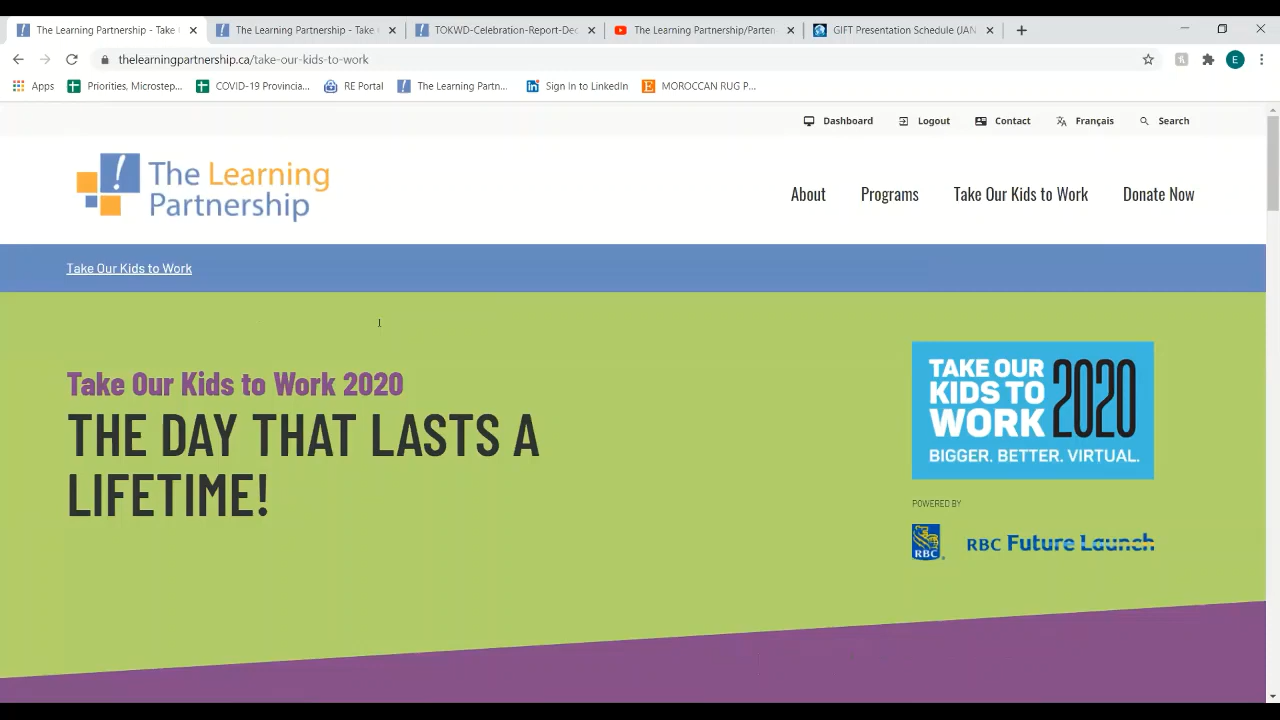 The Learning Partnership - Take
The Learning Partnership - Take
TOKWD-Celebration-Report-Dec
The Learning Partnership/Parten
GIFT Presentation Schedule (JAN
thelearningpartnership.ca/take-our-kids-to-work
E
Apps
Priorities, Microstep...
COVID-19 Provincia...
RE Portal
The Learning Partn...
Sign In to LinkedIn
MOROCCAN RUG P...
Dashboard
Logout
Contact
Français
Search
The Learning
Partnership
About
Programs
Take Our Kids to Work
Donate Now
Take Our Kids to Work
Take Our Kids to Work 2020
THE DAY THAT LASTS A
LIFETIME!
TAKE OUR
KIDS TO
WORK 2020
BIGGER. BETTER. VIRTUAL.
POWERED BY
RBC
RBC Future Launch